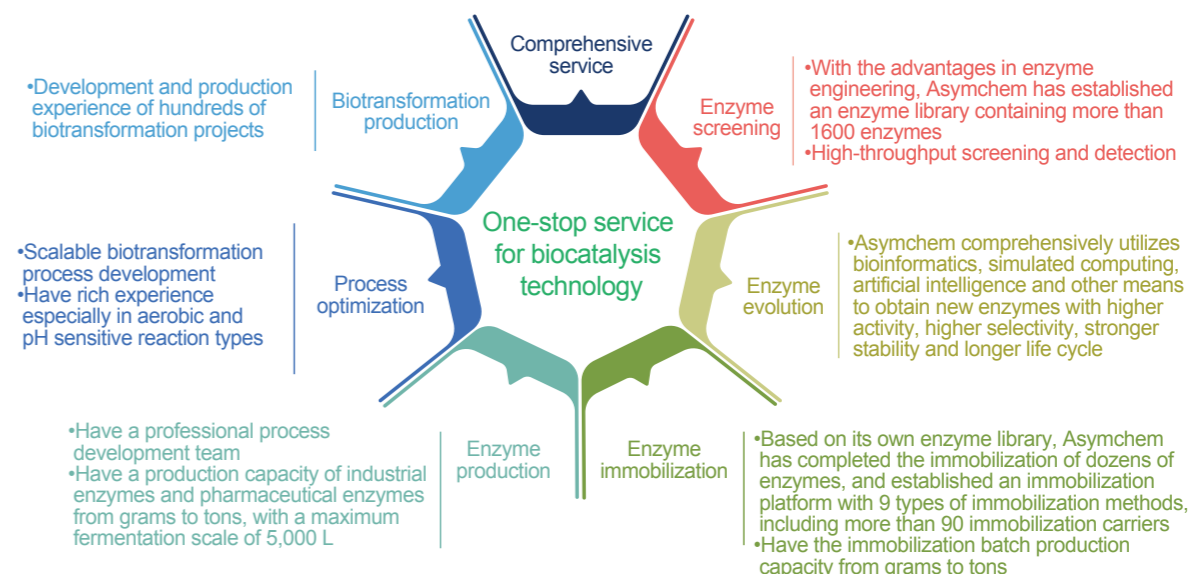 Comprehensive
service
•With the advantages in enzyme
engineering, Asymchem has established
an enzyme library containing more than
1600 enzymes
•High-throughput screening and detection
Enzyme
screening
•Development and production
experience of hundreds of
biotransformation projects
Biotransformation
production
One-stop service
for biocatalysis
technology
•Asymchem comprehensively utilizes
bioinformatics, simulated computing,
artificial intelligence and other means
to obtain new enzymes with higher
activity, higher selectivity, stronger
stability and longer life cycle
Enzyme
evolution
•Scalable biotransformation
process development
•Have rich experience
especially in aerobic and
pH sensitive reaction types
Process
optimization
•Have a professional process
development team
•Have a production capacity of industrial
enzymes and pharmaceutical enzymes
from grams to tons, with a maximum
fermentation scale of 5,000 L
Enzyme
production
Enzyme
immobilization
•Based on its own enzyme library, Asymchem
has completed the immobilization of dozens of
enzymes, and established an immobilization
platform with 9 types of immobilization methods,
including more than 90 immobilization carriers
•Have the immobilization batch production
capacity from grams to tons